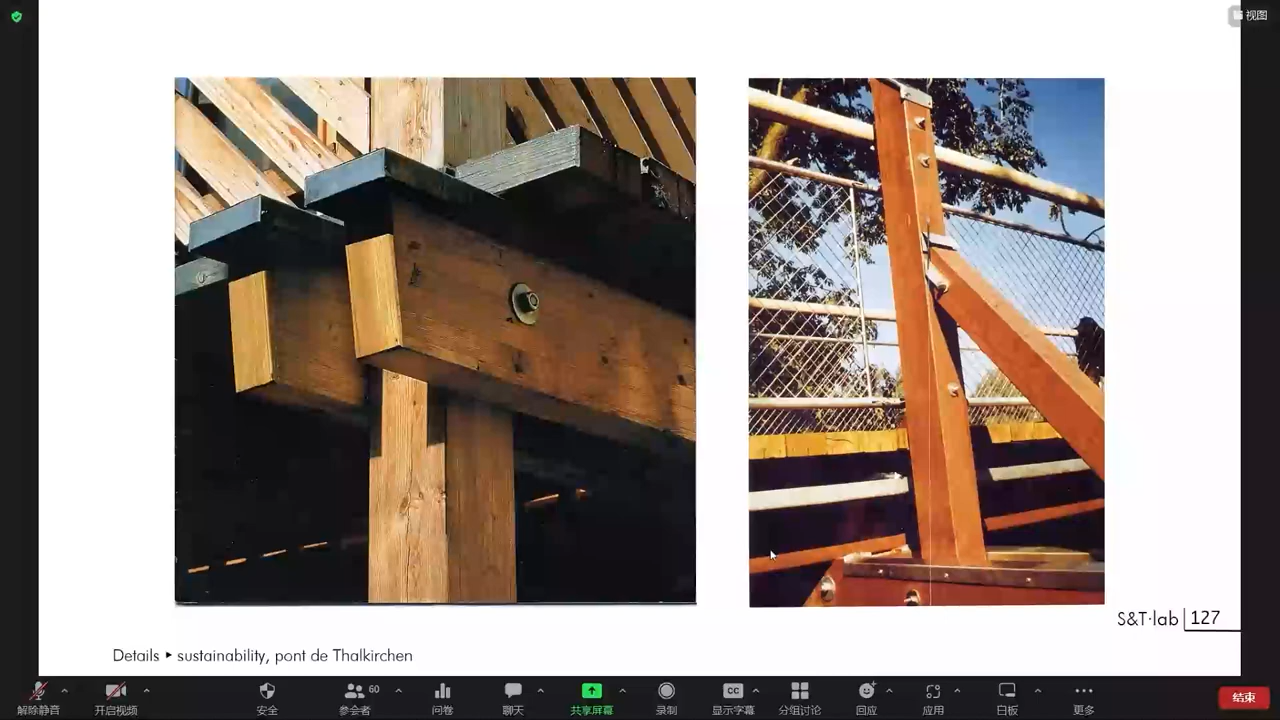 视图
S&T·lab 127
Details ▸ sustainability, pont de Thalkirchen
60
解除静音 开启视频 安全 参会者 问卷 聊天 共享屏幕 录制 显示字幕 分组讨论 回应 应用 白板 更多 结束
CC